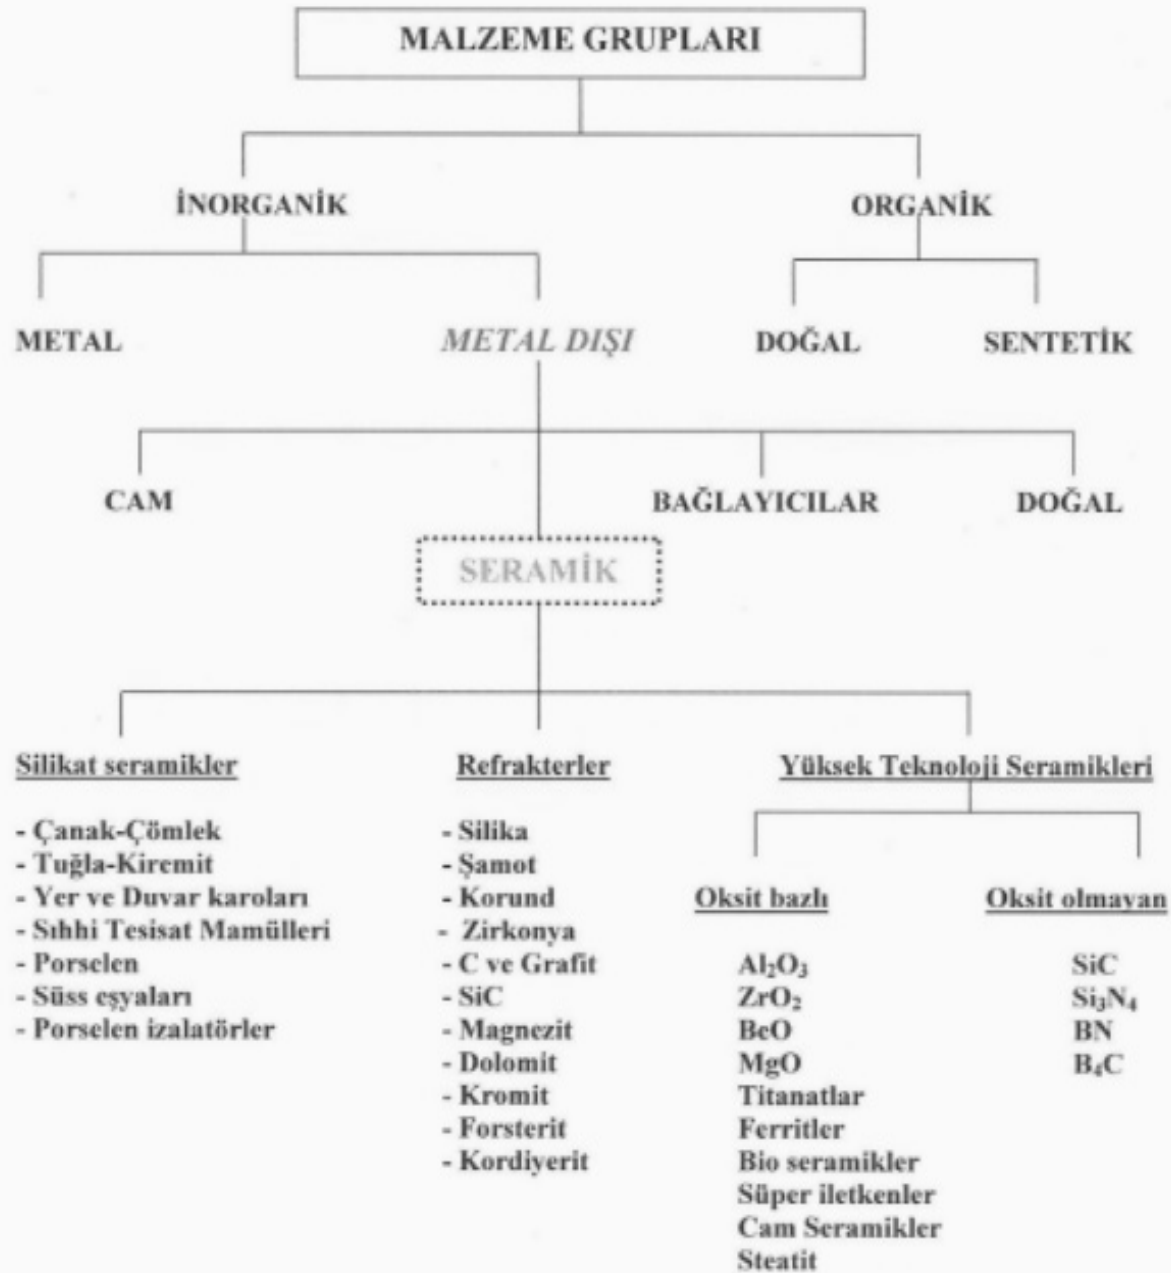 MALZEME GRUPLARI
İNORGANİK
ORGANİK
METAL
METAL DIŞI
DOĞAL
SENTETİK
CAM
BAĞLAYICILAR
DOĞAL
SERAMİK
Silikat seramikler
- Çanak-Çömlek
- Tuğla-Kiremit
- Yer ve Duvar karoları
- Sıhhi Tesisat Mamülleri
- Porselen
- Süss eşyaları
- Porselen izalatörler
Refrakterler
- Silika
- Şamot
- Korund
- Zirkonya
- C ve Grafit
- SiC
- Magnezit
- Dolomit
- Kromit
- Forsterit
- Kordiyerit
Yüksek Teknoloji Seramikleri
Oksit bazlı
Al₂O₃
ZrO₂
BeO
MgO
Titanatlar
Ferritler
Bio seramikler
Süper iletkenler
Cam Seramikler
Steatit
Oksit olmayan
SiC
Si₃N₄
BN
B₄C